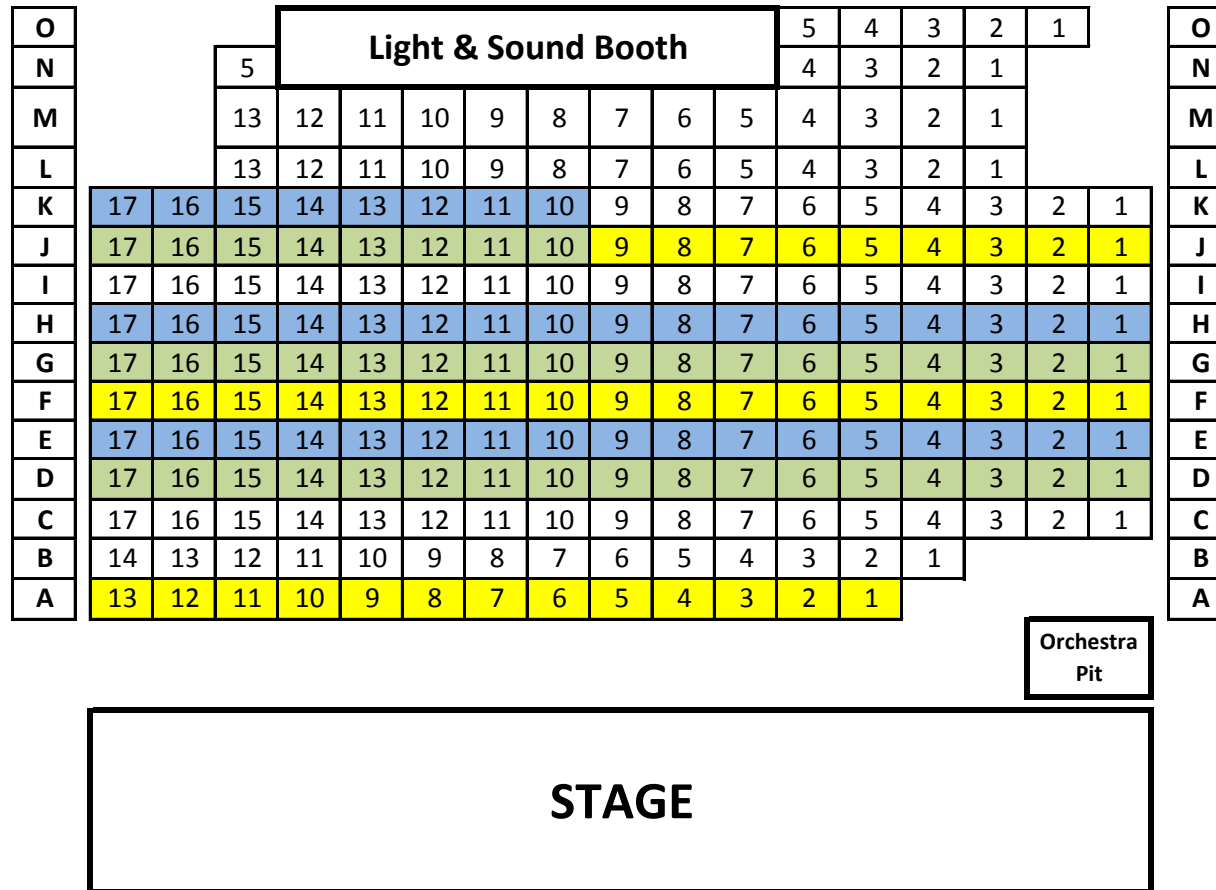 O 5 4 3 2 1 O
Light & Sound Booth
N 5 4 3 2 1 N
M 13 12 11 10 9 8 7 6 5 4 3 2 1 M
L 13 12 11 10 9 8 7 6 5 4 3 2 1 L
K 17 16 15 14 13 12 11 10 9 8 7 6 5 4 3 2 1 K
J 17 16 15 14 13 12 11 10 9 8 7 6 5 4 3 2 1 J
I 17 16 15 14 13 12 11 10 9 8 7 6 5 4 3 2 1 I
H 17 16 15 14 13 12 11 10 9 8 7 6 5 4 3 2 1 H
G 17 16 15 14 13 12 11 10 9 8 7 6 5 4 3 2 1 G
F 17 16 15 14 13 12 11 10 9 8 7 6 5 4 3 2 1 F
E 17 16 15 14 13 12 11 10 9 8 7 6 5 4 3 2 1 E
D 17 16 15 14 13 12 11 10 9 8 7 6 5 4 3 2 1 D
C 17 16 15 14 13 12 11 10 9 8 7 6 5 4 3 2 1 C
B 14 13 12 11 10 9 8 7 6 5 4 3 2 1 B
A 13 12 11 10 9 8 7 6 5 4 3 2 1 A
Orchestra
Pit
STAGE